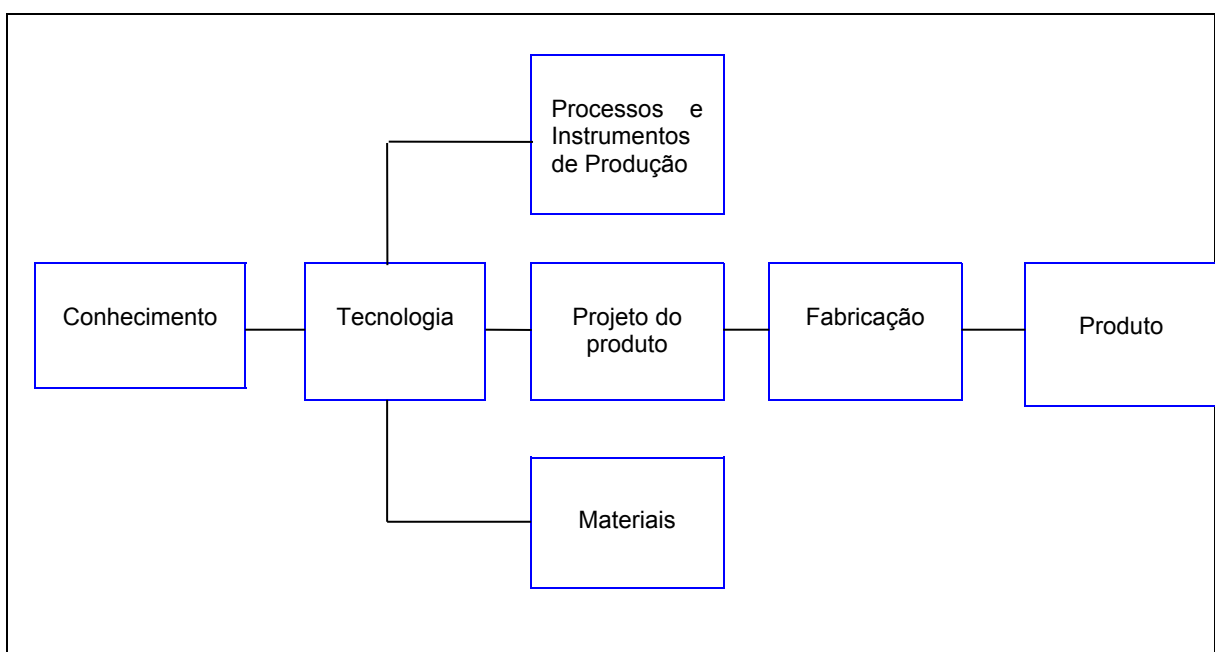 Processos e
Instrumentos
de Produção
Conhecimento
Tecnologia
Projeto do
produto
Fabricação
Produto
Materiais